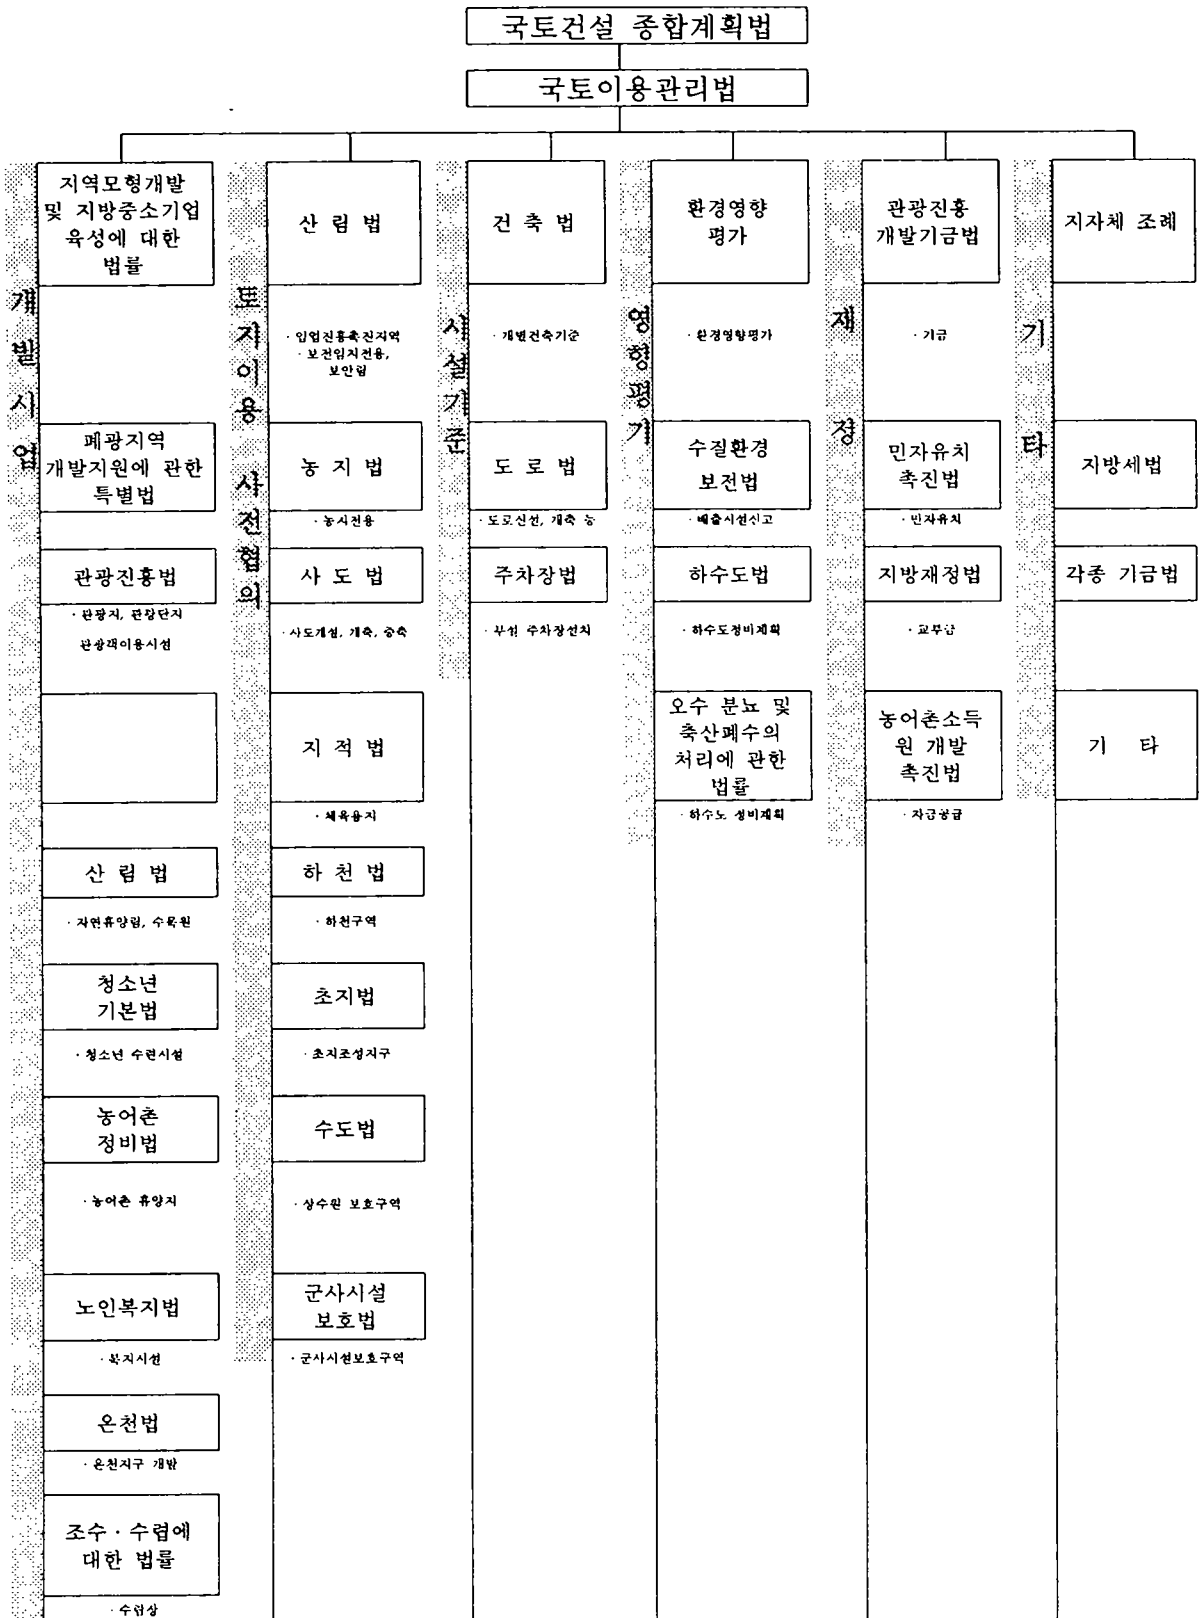 국토건설 종합계획법
국토이용관리법
개발사업
지역모형개발
및 지방중소기업
육성에 대한
법률
폐광지역
개발지원에 관한
특별법
관광진흥법
· 관광지, 관광단지
관광객이용시설
산 림 법
· 자연휴양림, 수목원
청소년
기본법
· 청소년 수련시설
농어촌
정비법
· 농어촌 휴양지
노인복지법
· 복지시설
온천법
· 온천지구 개발
조수 · 수렵에
대한 법률
· 수렵장
토지이용 사전협의
산 림 법
· 임업진흥촉진지역
· 보전임지전용,
보안림
농 지 법
· 농지전용
사 도 법
· 사도개설, 개축, 증축
지 적 법
· 체육용지
하 천 법
· 하천구역
초지법
· 초지조성지구
수도법
· 상수원 보호구역
군사시설
보호법
· 군사시설보호구역
시설기준
건 축 법
· 개별건축기준
도 로 법
· 도로신설, 개축 등
주차장법
· 부설 주차장설치
영향평가
환경영향
평가
· 환경영향평가
수질환경
보전법
· 배출시설신고
하수도법
· 하수도정비계획
오수 분뇨 및
축산폐수의
처리에 관한
법률
· 하수도 정비계획
재정
관광진흥
개발기금법
· 기금
민자유치
촉진법
· 민자유치
지방재정법
· 교부금
농어촌소득
원 개발
촉진법
· 자금공급
기타
지자체 조례
지방세법
각종 기금법
기 타